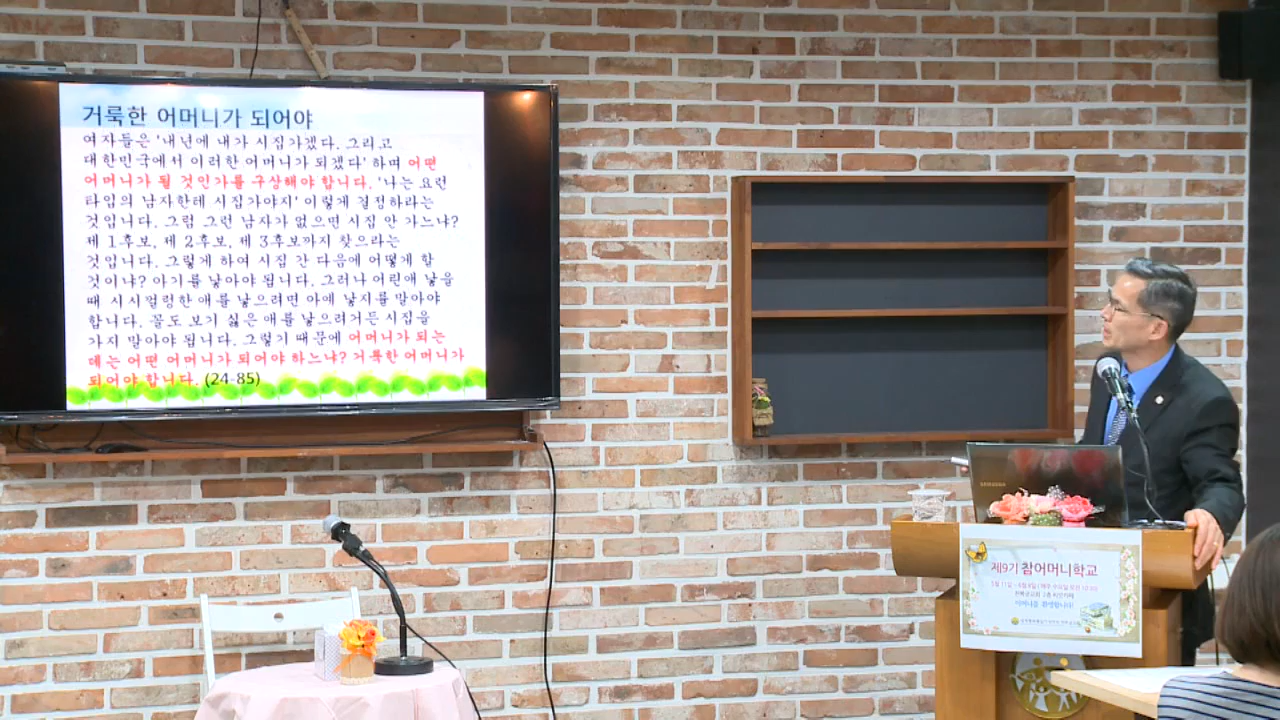 거룩한 어머니가 되어야
여자들은 '내년에 내가 시집가겠다. 그리고
대한민국에서 이러한 어머니가 되겠다' 하며 어떤
어머니가 될 것인가를 구상해야 합니다. '나는 요런
타입의 남자한테 시집가야지' 이렇게 결정하라는
것입니다. 그럼 그런 남자가 없으면 시집 안 가느냐?
제 1후보, 제 2후보, 제 3후보까지 찾으라는
것입니다. 그렇게 하여 시집 간 다음에 어떻게 할
것이냐? 아기를 낳아야 됩니다. 그러나 어린애 낳을
때 시시껄렁한 애를 낳으려면 아예 낳지를 말아야
합니다. 꼴도 보기 싫은 애를 낳으려거든 시집을
가지 말아야 됩니다. 그렇기 때문에 어머니가 되는
데는 어떤 어머니가 되어야 하느냐? 거룩한 어머니가
되어야 합니다. (24-85)
SAMSUNG
제9기 참어머니학교